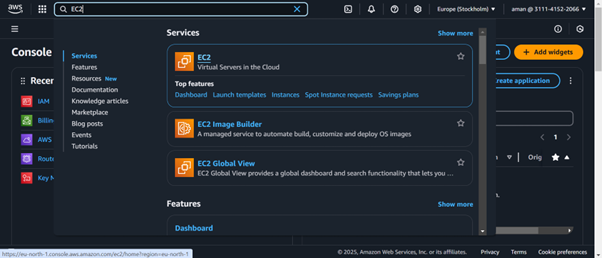 aws
EC2
Europe (Stockholm)
aman @ 3111-4152-2066
Console
Add widgets
Create application
Recen
IAM
Billing
AWS
Route
Key M
Services
Features
Resources New
Documentation
Knowledge articles
Marketplace
Blog posts
Events
Tutorials
Services
Show more
EC2
Virtual Servers in the Cloud
Top features
Dashboard Launch templates Instances Spot Instance requests Savings plans
EC2 Image Builder
A managed service to automate build, customize and deploy OS images
EC2 Global View
EC2 Global View provides a global dashboard and search functionality that lets you ...
Features
Show more
Dashboard
1
Orig
https://eu-north-1.console.aws.amazon.com/ec2/home?region=eu-north-1
© 2025, Amazon Web Services, Inc. or its affiliates. Privacy Terms Cookie preferences